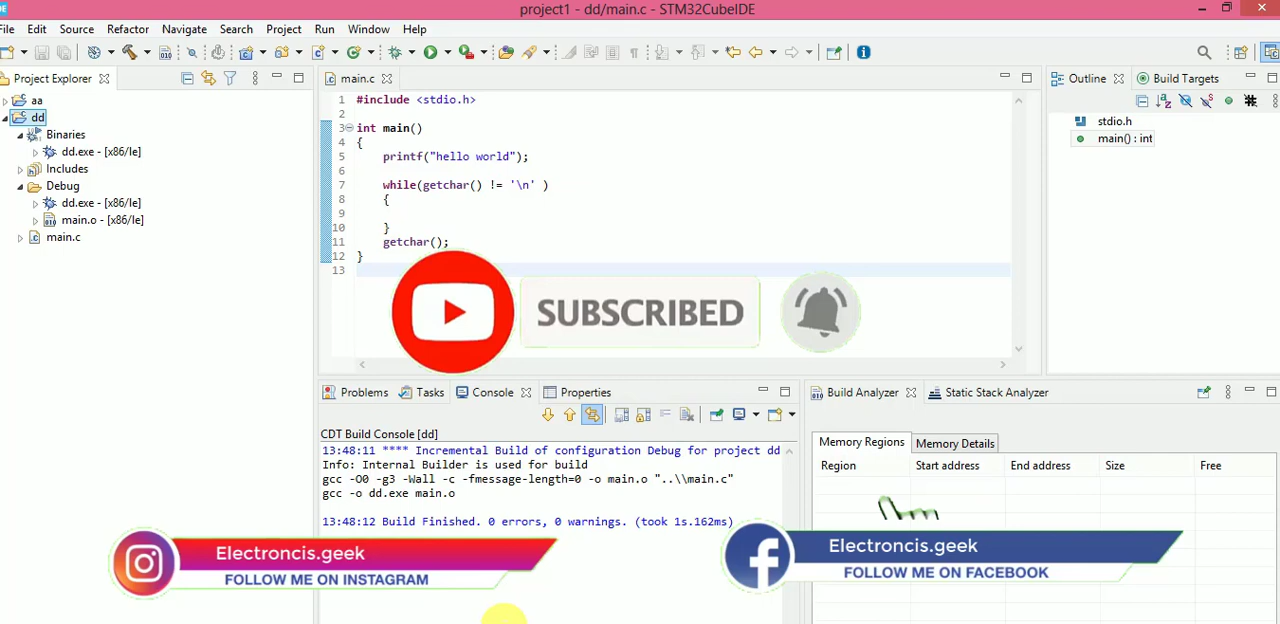 project1 - dd/main.c - STM32CubeIDE
File Edit Source Refactor Navigate Search Project Run Window Help
Project Explorer
aa
dd
Binaries
dd.exe - [x86/le]
Includes
Debug
dd.exe - [x86/le]
main.o - [x86/le]
main.c
main.c
1 #include <stdio.h>
2
3 int main()
4 {
5 printf("hello world");
6
7 while(getchar() != '\n' )
8 {
9
10 }
11 getchar();
12 }
13
SUBSCRIBED
Outline Build Targets
stdio.h
main() : int
Problems Tasks Console Properties
CDT Build Console [dd]
13:48:11 **** Incremental Build of configuration Debug for project dd
Info: Internal Builder is used for build
gcc -O0 -g3 -Wall -c -fmessage-length=0 -o main.o "..\\main.c"
gcc -o dd.exe main.o
13:48:12 Build Finished. 0 errors, 0 warnings. (took 1s.162ms)
Build Analyzer Static Stack Analyzer
Memory Regions Memory Details
Region Start address End address Size Free
Electroncis.geek
FOLLOW ME ON INSTAGRAM
Electroncis.geek
FOLLOW ME ON FACEBOOK